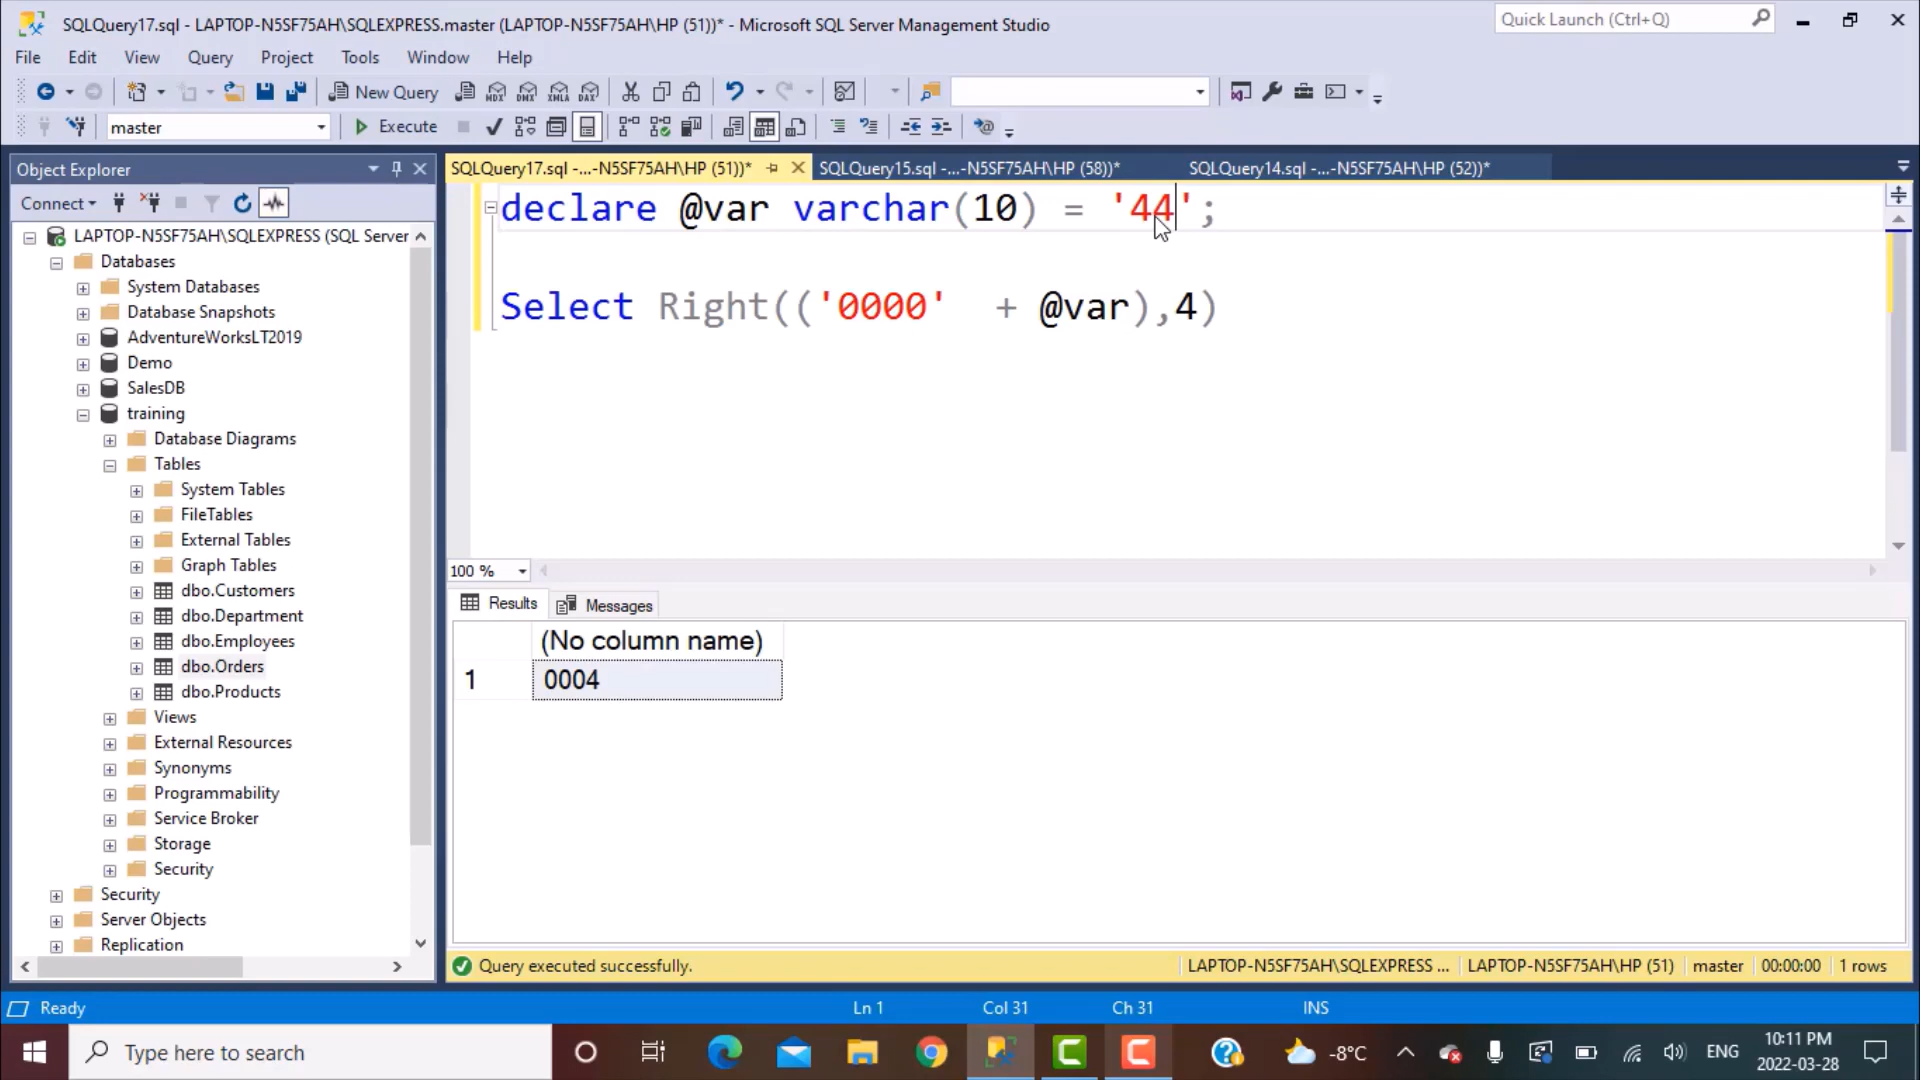 SQLQuery17.sql - LAPTOP-N5SF75AH\SQLEXPRESS.master (LAPTOP-N5SF75AH\HP (51))* - Microsoft SQL Server Management Studio
Quick Launch (Ctrl+Q)
File Edit View Query Project Tools Window Help
New Query MDX DMX XMLA DAX
master Execute
Object Explorer
SQLQuery17.sql -...-N5SF75AH\HP (51))* SQLQuery15.sql -...-N5SF75AH\HP (58))* SQLQuery14.sql -...-N5SF75AH\HP (52))*
Connect
LAPTOP-N5SF75AH\SQLEXPRESS (SQL Server
Databases
System Databases
Database Snapshots
AdventureWorksLT2019
Demo
SalesDB
training
Database Diagrams
Tables
System Tables
FileTables
External Tables
Graph Tables
dbo.Customers
dbo.Department
dbo.Employees
dbo.Orders
dbo.Products
Views
External Resources
Synonyms
Programmability
Service Broker
Storage
Security
Security
Server Objects
Replication
declare @var varchar(10) = '44';
Select Right(('0000' + @var),4)
100 %
Results Messages
(No column name)
1 0004
Query executed successfully. LAPTOP-N5SF75AH\SQLEXPRESS ... LAPTOP-N5SF75AH\HP (51) master 00:00:00 1 rows
Ready Ln 1 Col 31 Ch 31 INS
Type here to search
-8°C
ENG
10:11 PM
2022-03-28